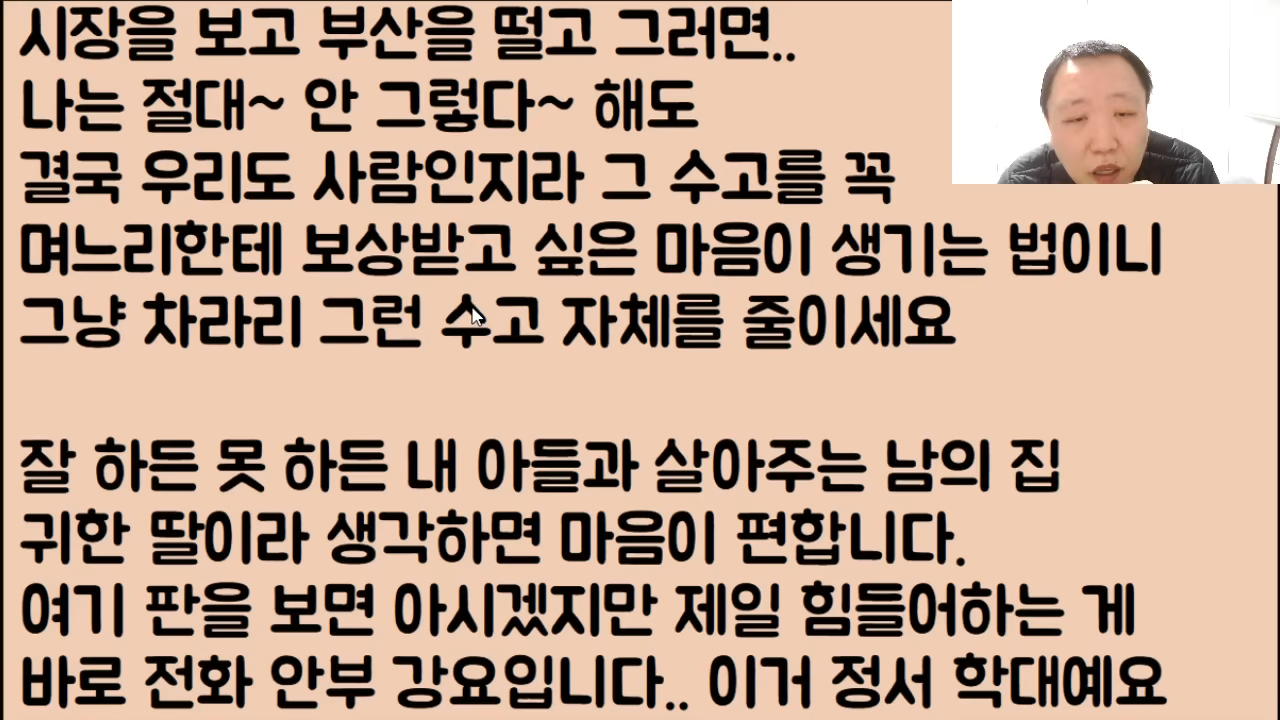 시장을 보고 부산을 떨고 그러면..
나는 절대~ 안 그렇다~ 해도
결국 우리도 사람인지라 그 수고를 꼭
며느리한테 보상받고 싶은 마음이 생기는 법이니
그냥 차라리 그런 수고 자체를 줄이세요
잘 하든 못 하든 내 아들과 살아주는 남의 집
귀한 딸이라 생각하면 마음이 편합니다.
여기 판을 보면 아시겠지만 제일 힘들어하는 게
바로 전화 안부 강요입니다.. 이거 정서 학대예요